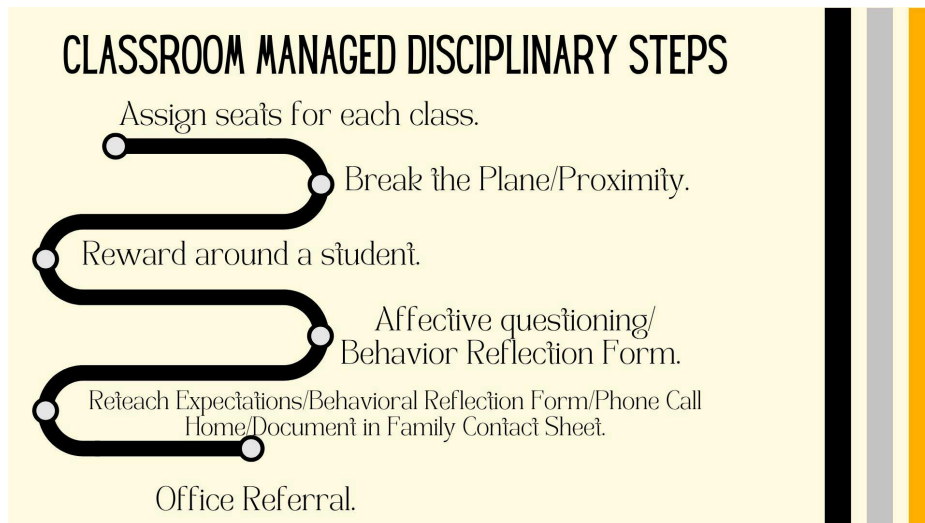 CLASSROOM MANAGED DISCIPLINARY STEPS
Assign seats for each class.
Break the Plane/Proximity.
Reward around a student.
Affective questioning/
Behavior Reflection Form.
Reteach Expectations/Behavioral Reflection Form/Phone Call
Home/Document in Family Contact Sheet.
Office Referral.